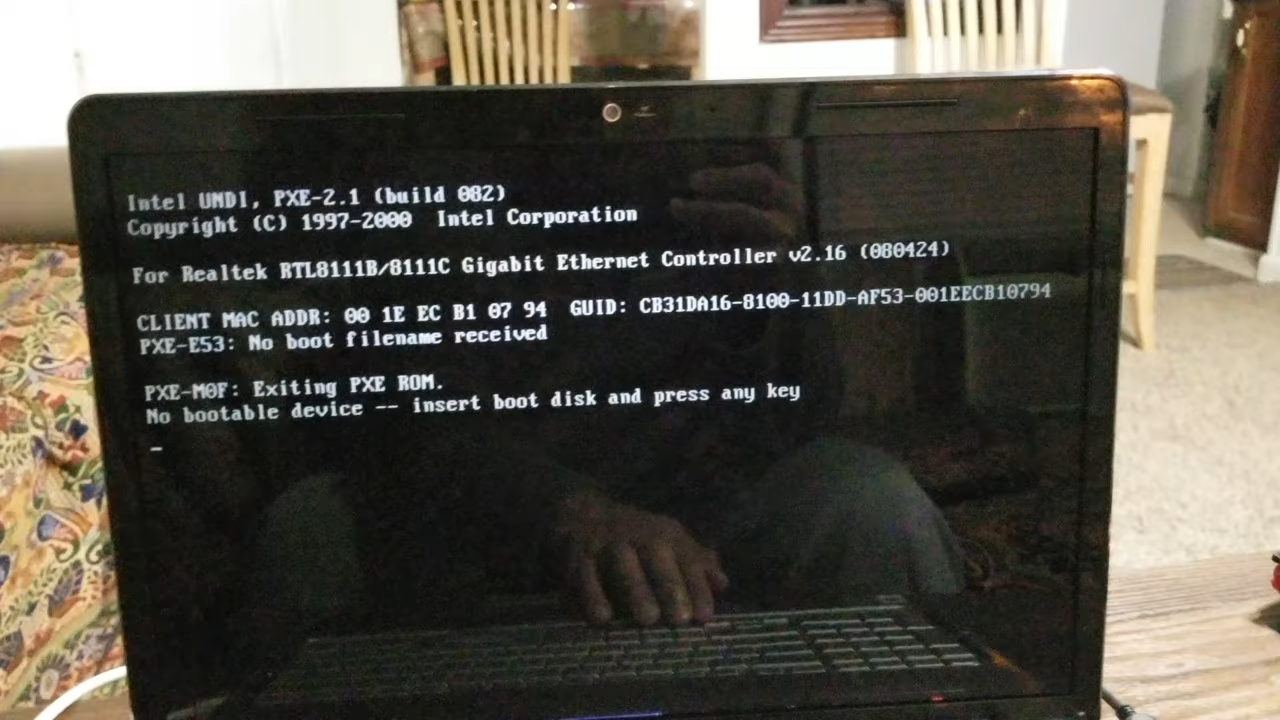 Intel UNDI, PXE-2.1 (build 082)
Copyright (C) 1997-2000  Intel Corporation
For Realtek RTL8111B/8111C Gigabit Ethernet Controller v2.16 (080424)
CLIENT MAC ADDR: 00 1E EC B1 07 94  GUID: CB31DA16-8100-11DD-AF53-001EECB10794
PXE-E53: No boot filename received
PXE-M0F: Exiting PXE ROM.
No bootable device -- insert boot disk and press any key
_